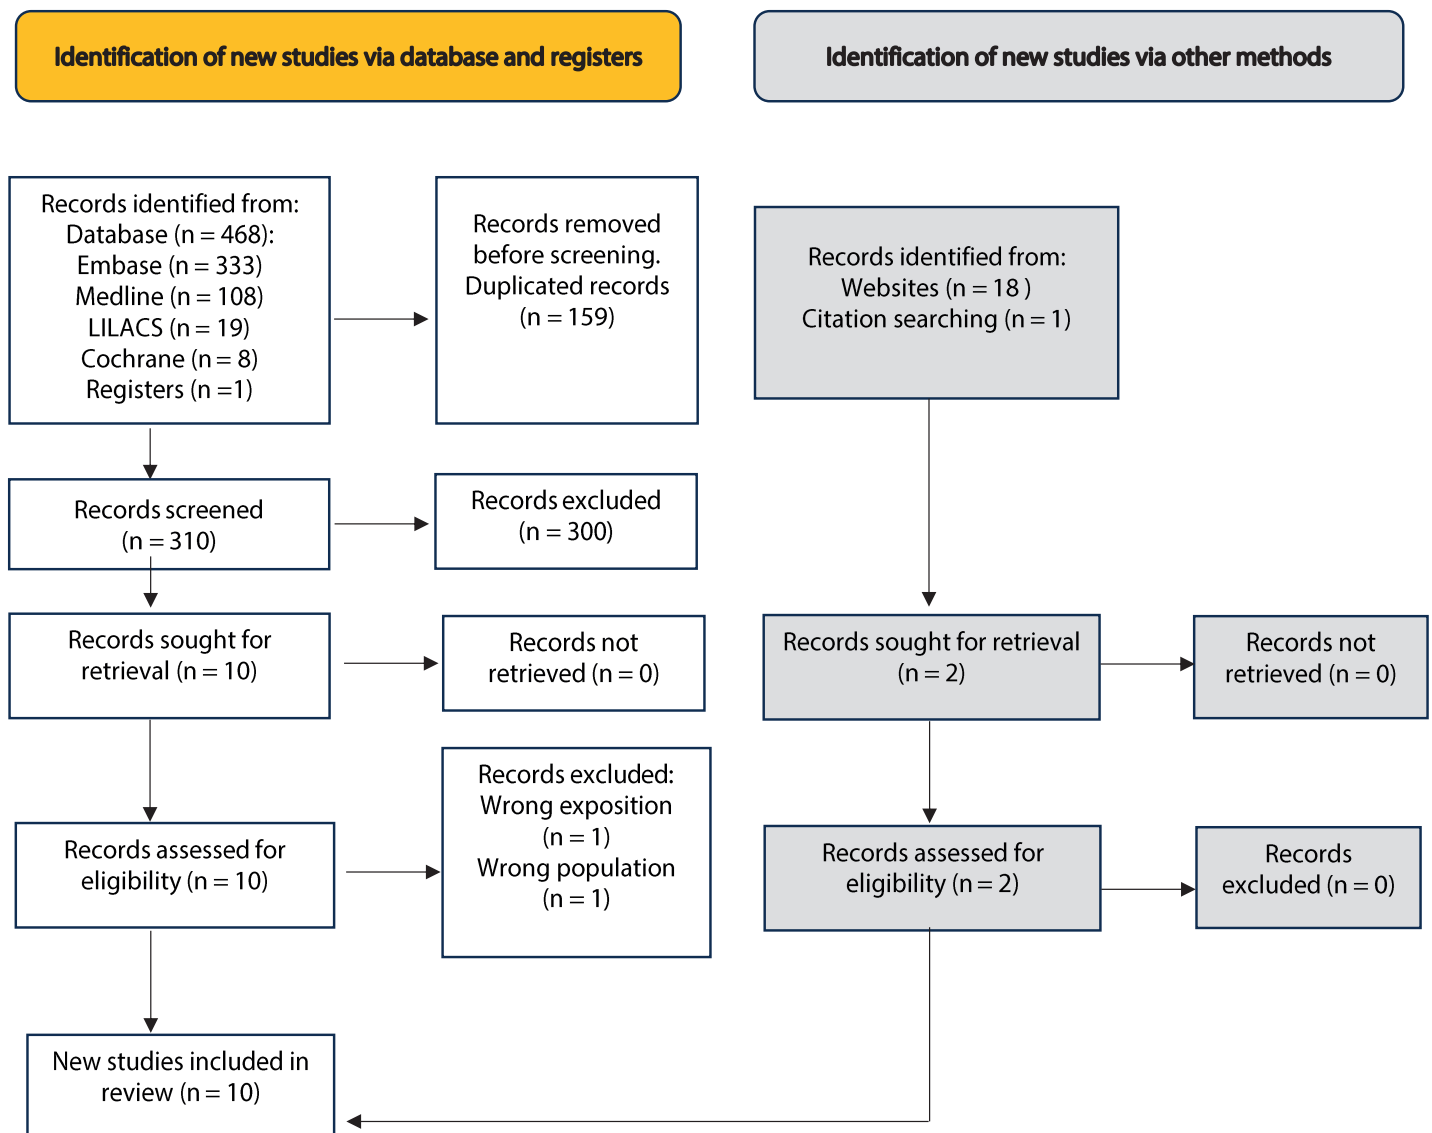 Identification of new studies via database and registers
Identification of new studies via other methods
Records identified from:
Database (n = 468):
Embase (n = 333)
Medline (n = 108)
LILACS (n = 19)
Cochrane (n = 8)
Registers (n =1)
Records removed
before screening.
Duplicated records
(n = 159)
Records identified from:
Websites (n = 18 )
Citation searching (n = 1)
Records screened
(n = 310)
Records excluded
(n = 300)
Records sought for
retrieval (n = 10)
Records not
retrieved (n = 0)
Records sought for retrieval
(n = 2)
Records not
retrieved (n = 0)
Records assessed for
eligibility (n = 10)
Records excluded:
Wrong exposition
(n = 1)
Wrong population
(n = 1)
Records assessed for
eligibility (n = 2)
Records
excluded (n = 0)
New studies included in
review (n = 10)